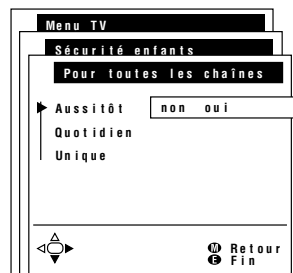 Menu TV
Sécurité enfants
Pour toutes les chaînes
Aussitôt non oui
Quotidien
Unique
M Retour
E Fin